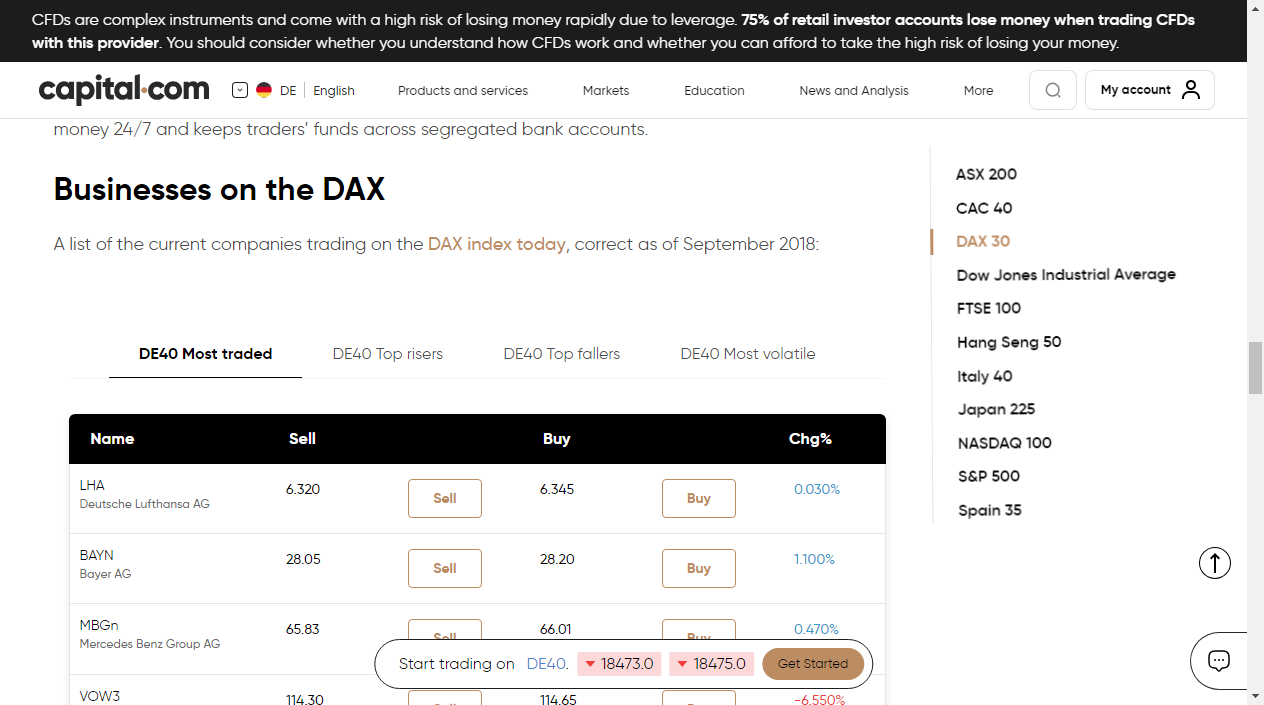 CFDs are complex instruments and come with a high risk of losing money rapidly due to leverage. 75% of retail investor accounts lose money when trading CFDs
with this provider. You should consider whether you understand how CFDs work and whether you can afford to take the high risk of losing your money.
capital.com DE English Products and services Markets Education News and Analysis More My account
money 24/7 and keeps traders’ funds across segregated bank accounts.
Businesses on the DAX
A list of the current companies trading on the DAX index today, correct as of September 2018:
DE40 Most traded DE40 Top risers DE40 Top fallers DE40 Most volatile
Name Sell Buy Chg%
LHA
Deutsche Lufthansa AG
6.320 Sell 6.345 Buy 0.030%
BAYN
Bayer AG
28.05 Sell 28.20 Buy 1.100%
MBGn
Mercedes Benz Group AG
65.83 Sell 66.01 Buy 0.470%
VOW3
114.30 114.65 -6.550%
Start trading on DE40. 18473.0 18475.0 Get Started
ASX 200
CAC 40
DAX 30
Dow Jones Industrial Average
FTSE 100
Hang Seng 50
Italy 40
Japan 225
NASDAQ 100
S&P 500
Spain 35